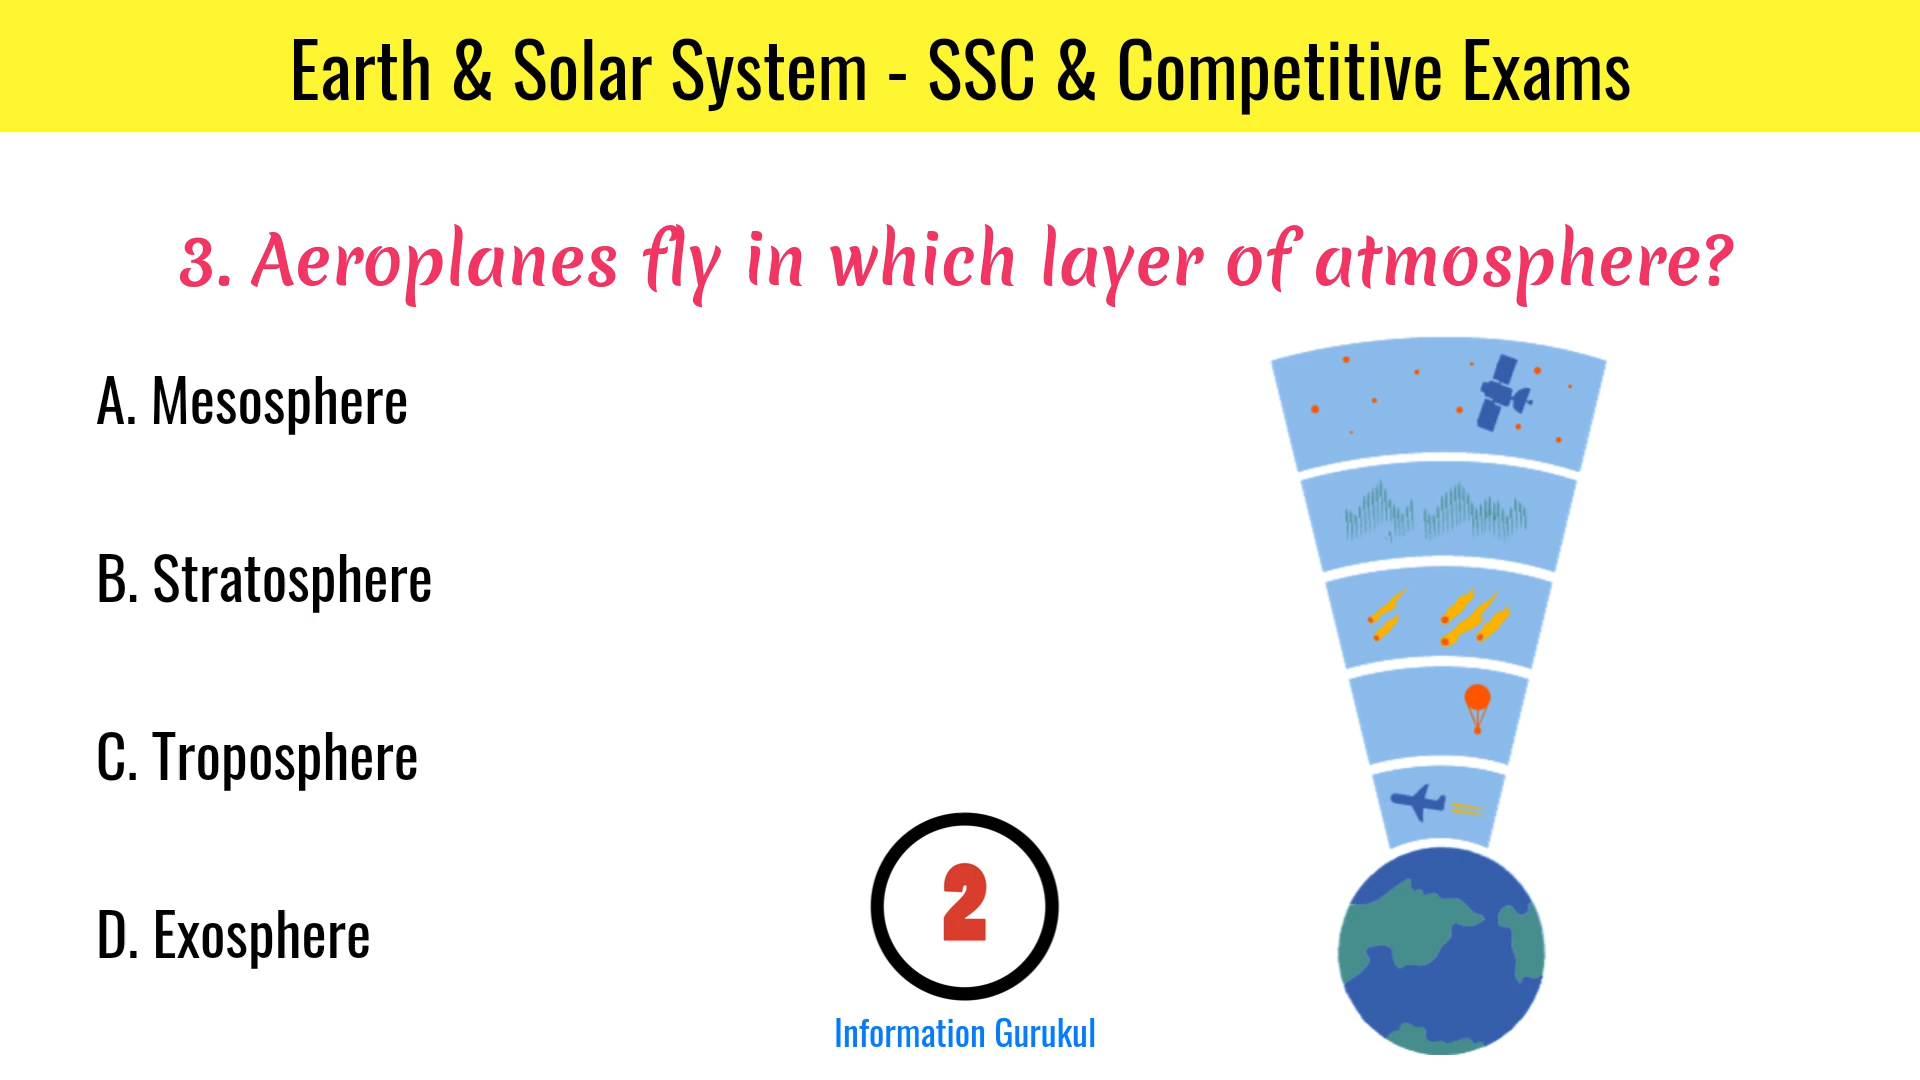 Earth & Solar System - SSC & Competitive Exams
3. Aeroplanes fly in which layer of atmosphere?
A. Mesosphere
B. Stratosphere
C. Troposphere
D. Exosphere
2
Information Gurukul